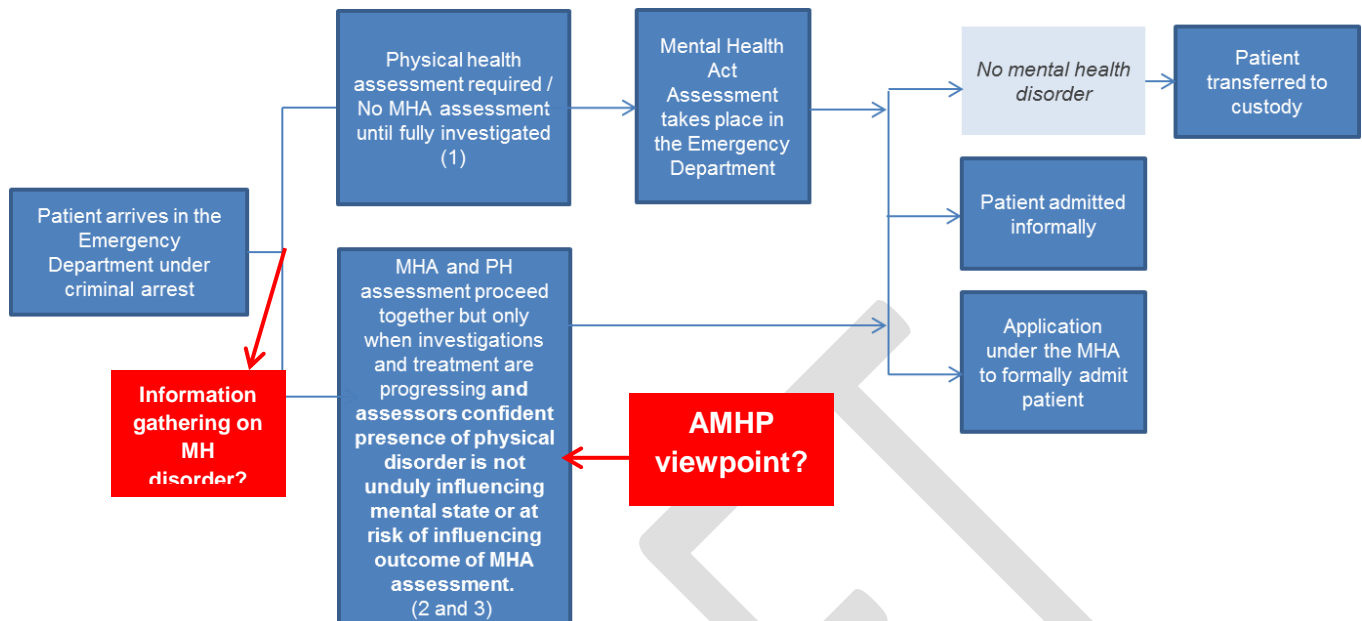 Patient arrives in the
Emergency
Department under
criminal arrest
Physical health
assessment required /
No MHA assessment
until fully investigated
(1)
Mental Health
Act
Assessment
takes place in
the Emergency
Department
No mental health
disorder
Patient
transferred to
custody
Patient admitted
informally
Application
under the MHA
to formally admit
patient
MHA and PH
assessment proceed
together but only
when investigations
and treatment are
progressing and
assessors confident
presence of physical
disorder is not
unduly influencing
mental state or at
risk of influencing
outcome of MHA
assessment.
(2 and 3)
Information
gathering on
MH
disorder?
AMHP
viewpoint?